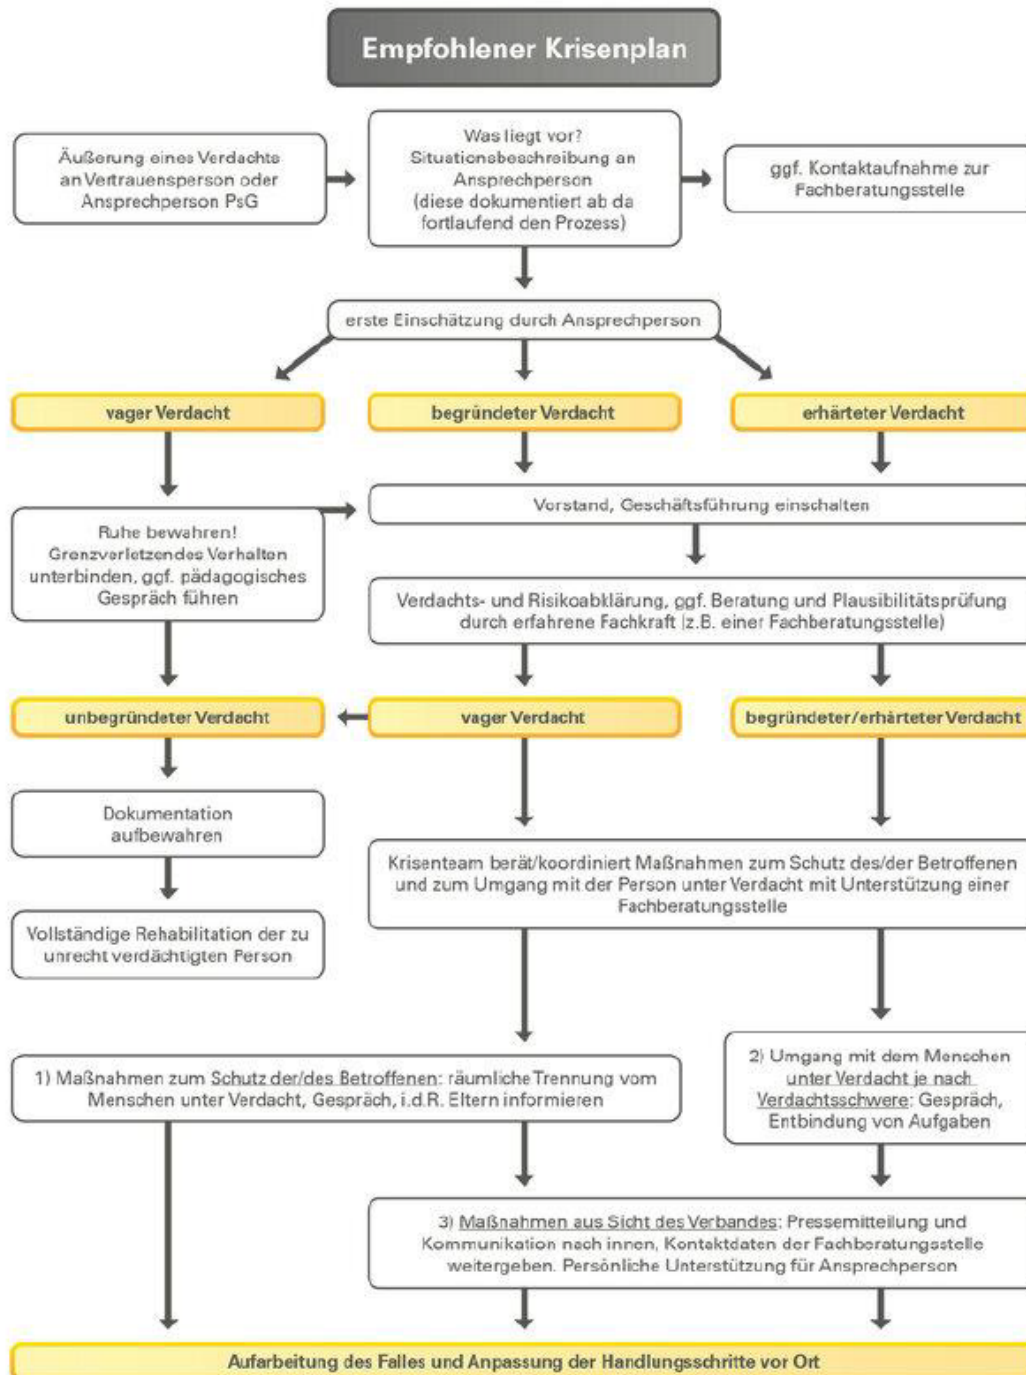 Empfohlener Krisenplan
Äußerung eines Verdachts
an Vertrauensperson oder
Ansprechperson PsG
Was liegt vor?
Situationsbeschreibung an
Ansprechperson
(diese dokumentiert ab da
fortlaufend den Prozess)
ggf. Kontaktaufnahme zur
Fachberatungsstelle
erste Einschätzung durch Ansprechperson
vager Verdacht
begründeter Verdacht
erhärteter Verdacht
Ruhe bewahren!
Grenzverletzendes Verhalten
unterbinden, ggf. pädagogisches
Gespräch führen
Vorstand, Geschäftsführung einschalten
Verdachts- und Risikoabklärung, ggf. Beratung und Plausibilitätsprüfung
durch erfahrene Fachkraft (z.B. einer Fachberatungsstelle)
unbegründeter Verdacht
vager Verdacht
begründeter/erhärteter Verdacht
Dokumentation
aufbewahren
Vollständige Rehabilitation der zu
unrecht verdächtigten Person
Krisenteam berät/koordiniert Maßnahmen zum Schutz des/der Betroffenen
und zum Umgang mit der Person unter Verdacht mit Unterstützung einer
Fachberatungsstelle
1) Maßnahmen zum Schutz der/des Betroffenen: räumliche Trennung vom
Menschen unter Verdacht, Gespräch, i.d.R. Eltern informieren
2) Umgang mit dem Menschen
unter Verdacht je nach
Verdachtsschwere: Gespräch,
Entbindung von Aufgaben
3) Maßnahmen aus Sicht des Verbandes: Pressemitteilung und
Kommunikation nach innen, Kontaktdaten der Fachberatungsstelle
weitergeben. Persönliche Unterstützung für Ansprechperson
Aufarbeitung des Falles und Anpassung der Handlungsschritte vor Ort